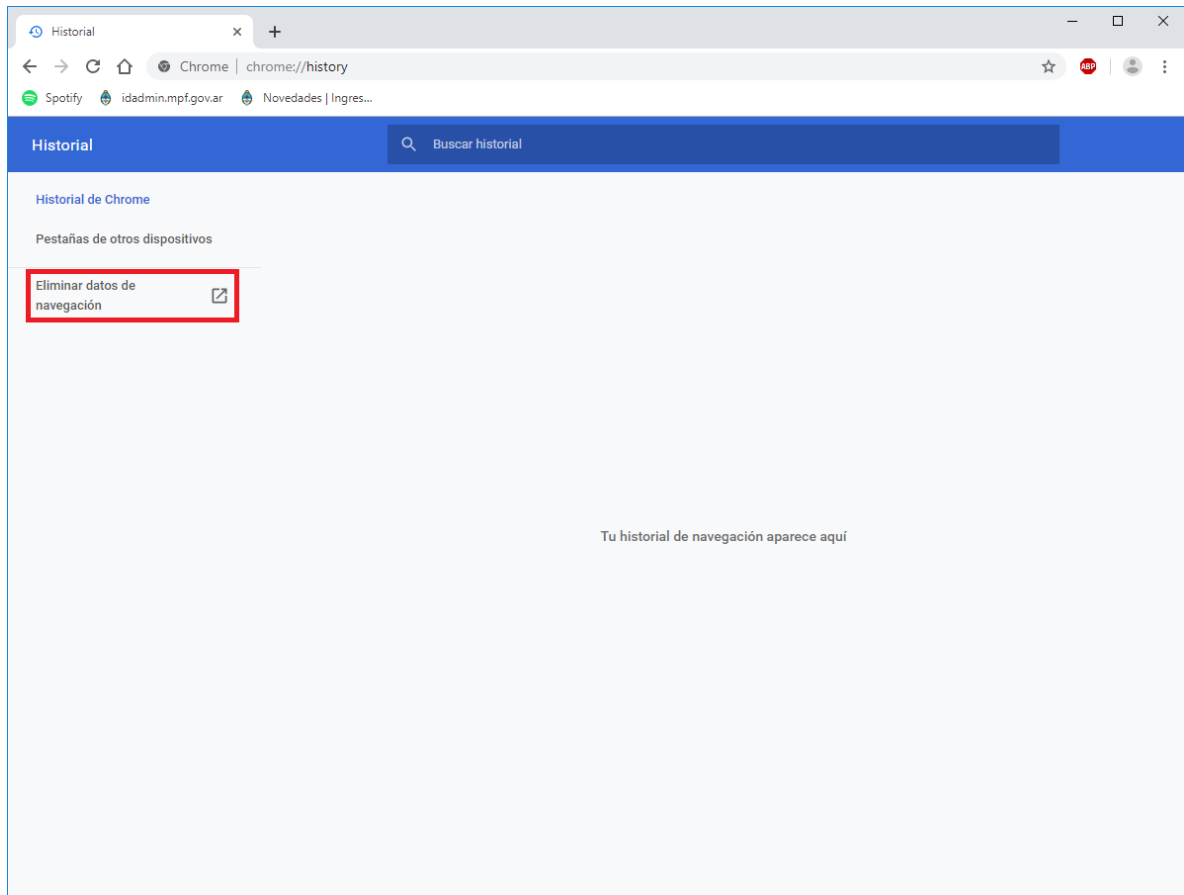 Historial
Chrome | chrome://history
ABP
Spotify idadmin.mpf.gov.ar Novedades | Ingres...
Historial Buscar historial
Historial de Chrome
Pestañas de otros dispositivos
Eliminar datos de
navegación
Tu historial de navegación aparece aquí